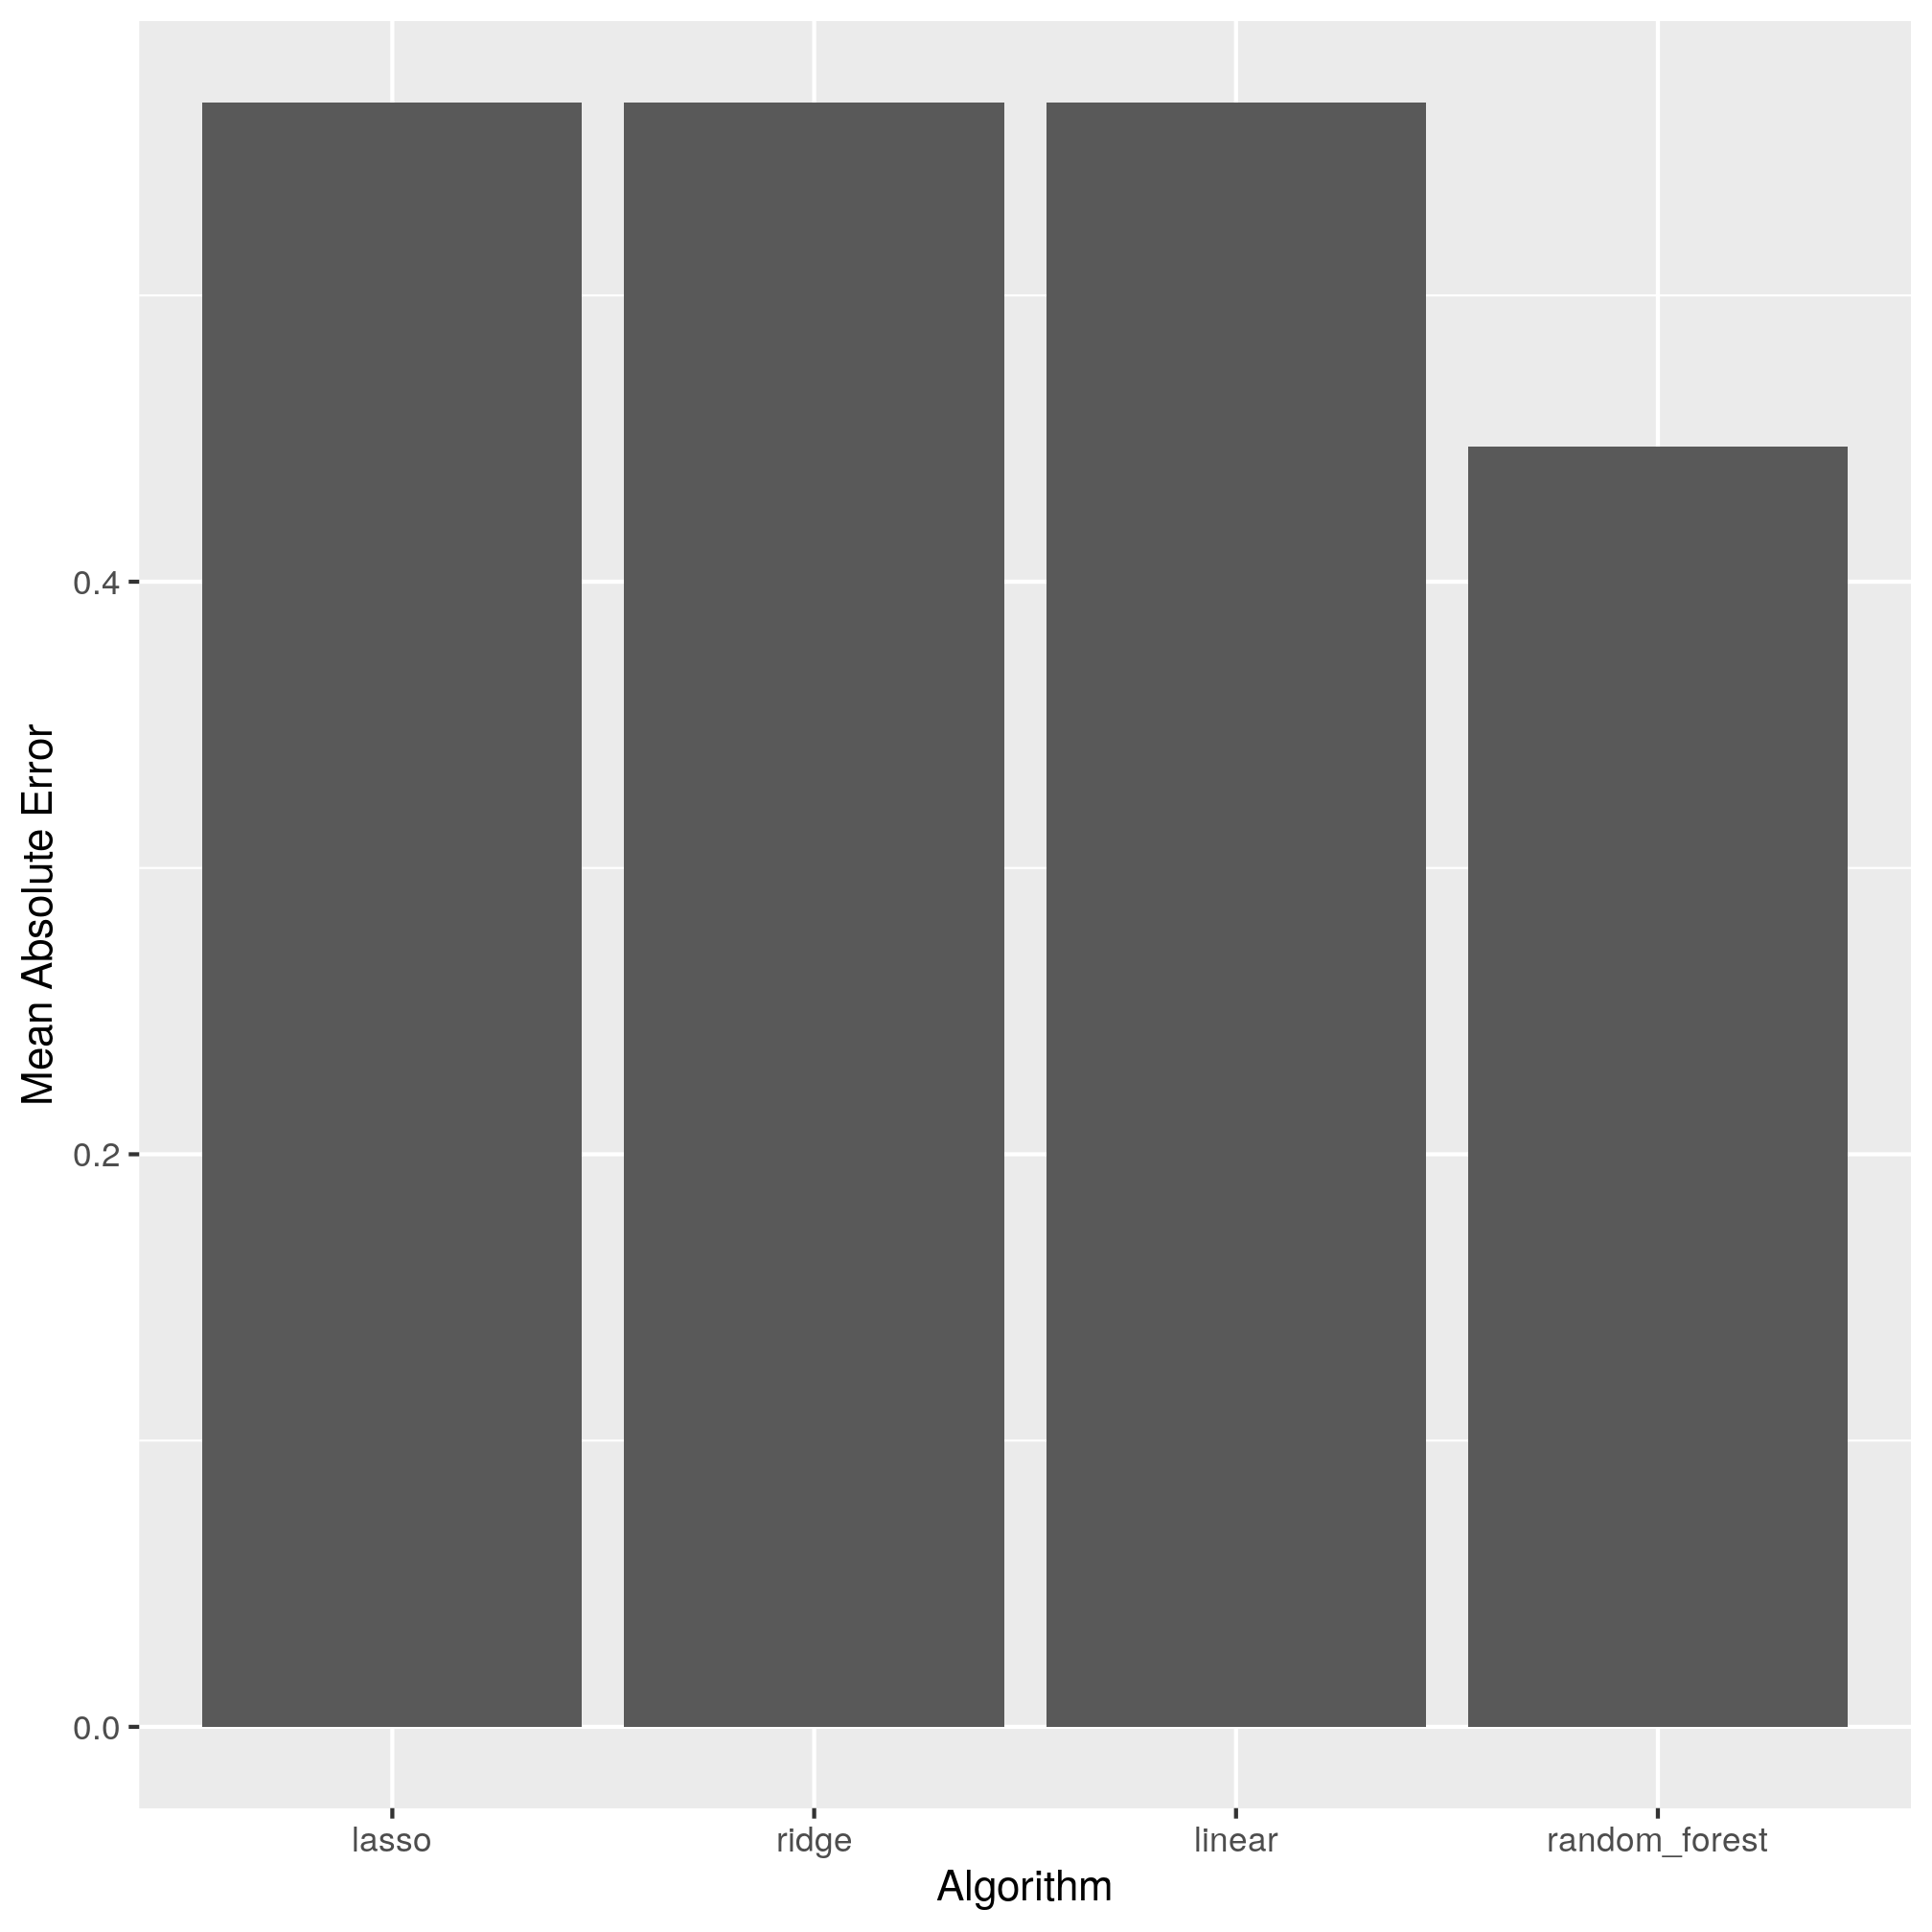 Mean Absolute Error
0.4
0.2
0.0
lasso
ridge
linear
random_forest
Algorithm